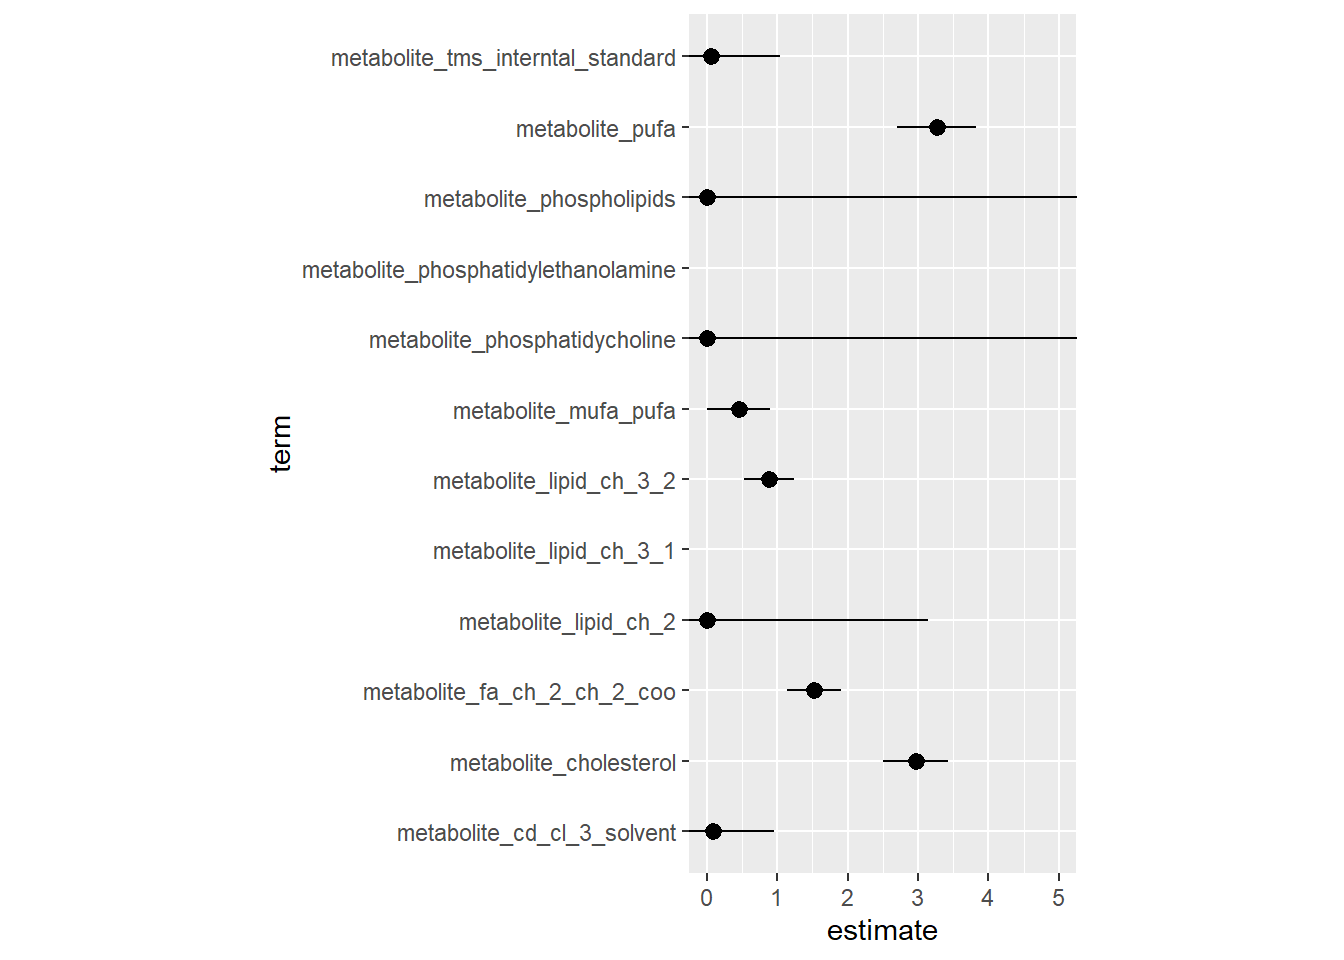 metabolite_tms_interntal_standard
metabolite_pufa
metabolite_phospholipids
metabolite_phosphatidylethanolamine
metabolite_phosphatidycholine
metabolite_mufa_pufa
metabolite_lipid_ch_3_2
metabolite_lipid_ch_3_1
metabolite_lipid_ch_2
metabolite_fa_ch_2_ch_2_coo
metabolite_cholesterol
metabolite_cd_cl_3_solvent
term
0 1 2 3 4 5
estimate